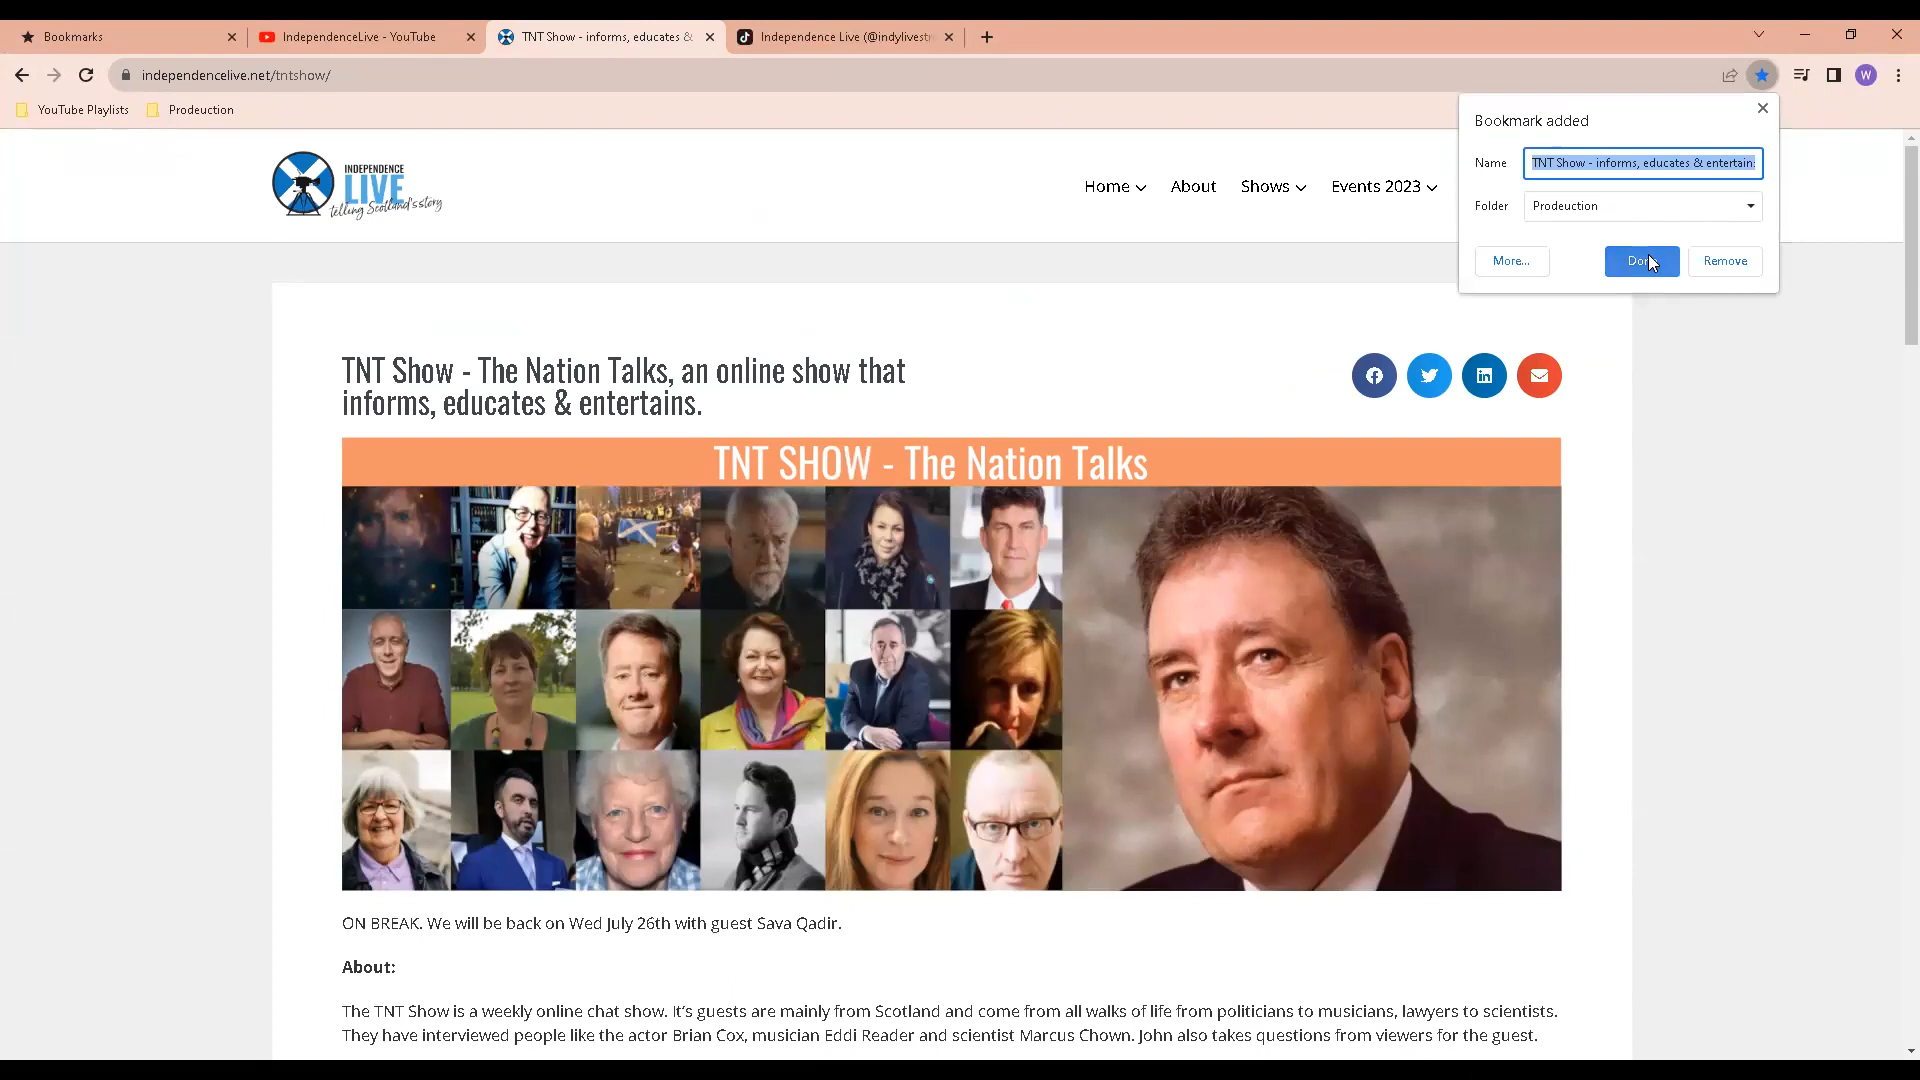 Bookmarks
IndependenceLive - YouTube
TNT Show - informs, educates &
Independence Live (@indylivestr
independencelive.net/tntshow/
W
YouTube Playlists
Prodeuction
Bookmark added
Name
TNT Show - informs, educates & entertain
Folder
Prodeuction
More...
Done
Remove
INDEPENDENCE
LIVE
telling Scotland's story
Home
About
Shows
Events 2023
TNT Show - The Nation Talks, an online show that
informs, educates & entertains.
TNT SHOW - The Nation Talks
ON BREAK. We will be back on Wed July 26th with guest Sava Qadir.
About:
The TNT Show is a weekly online chat show. It's guests are mainly from Scotland and come from all walks of life from politicians to musicians, lawyers to scientists.
They have interviewed people like the actor Brian Cox, musician Eddi Reader and scientist Marcus Chown. John also takes questions from viewers for the guest.